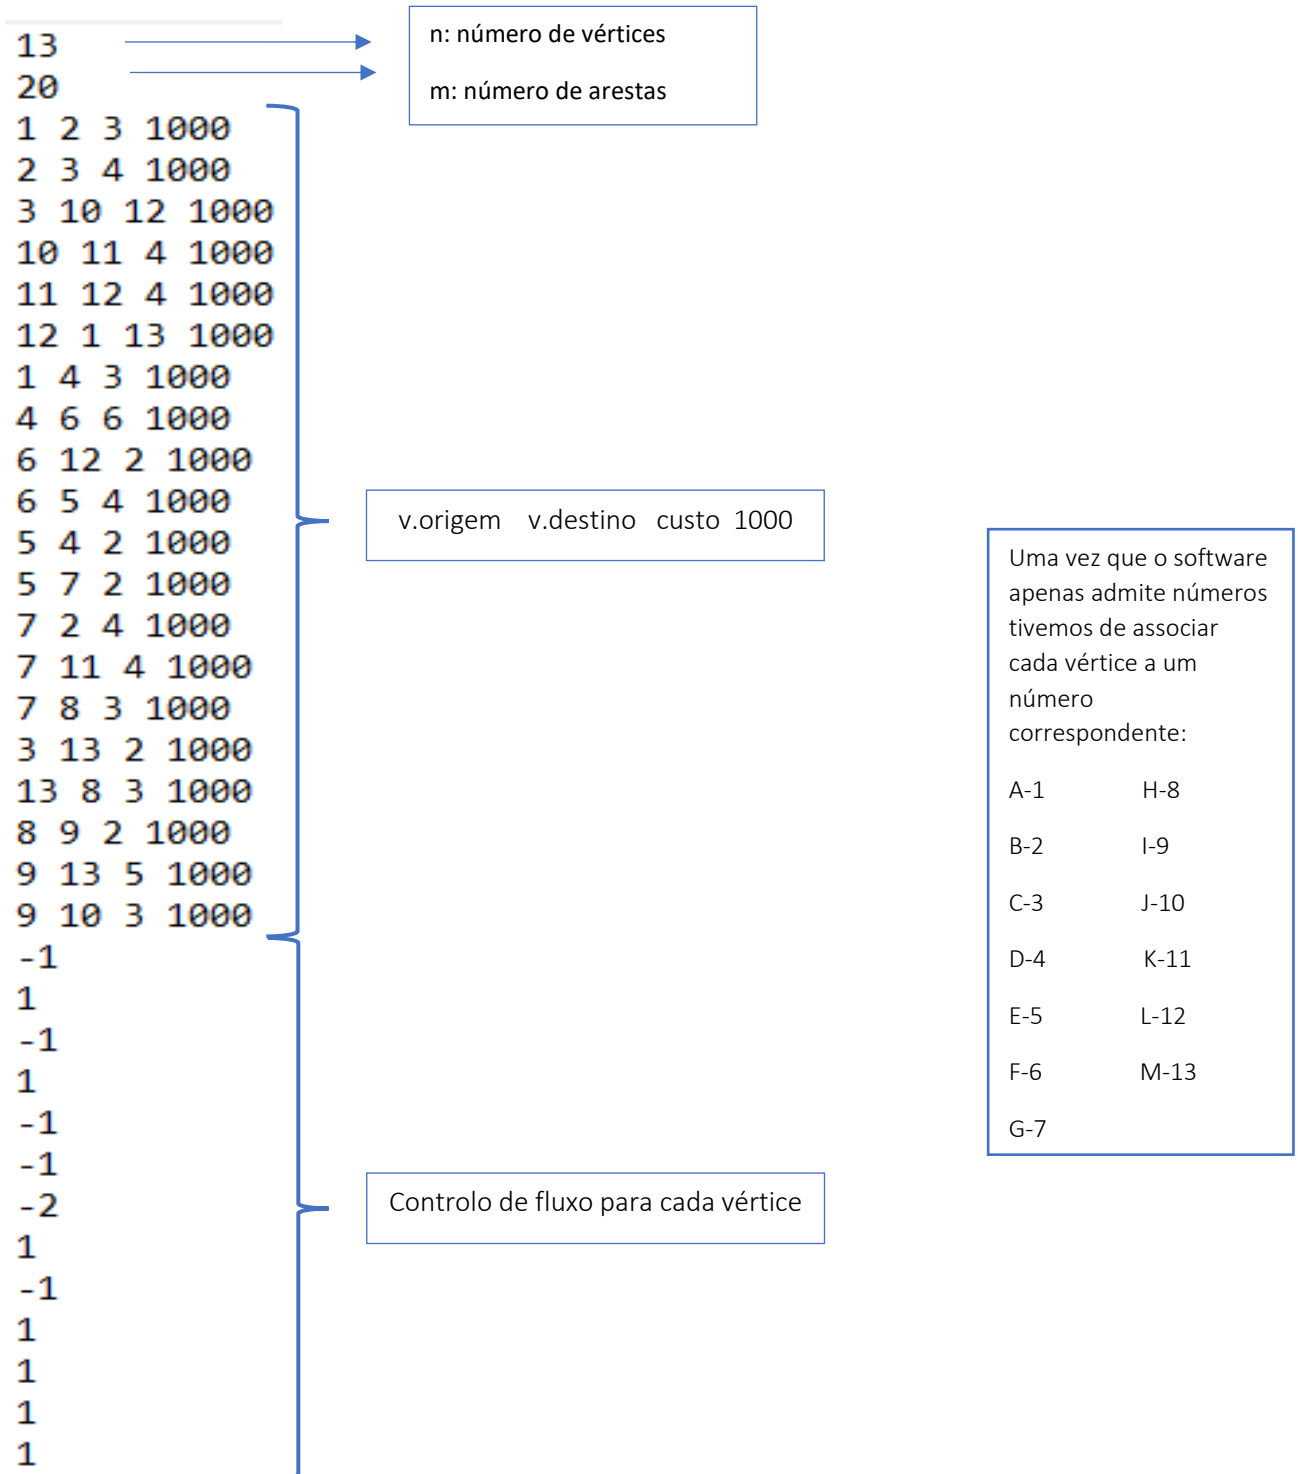 13
20
1 2 3 1000
2 3 4 1000
3 10 12 1000
10 11 4 1000
11 12 4 1000
12 1 13 1000
1 4 3 1000
4 6 6 1000
6 12 2 1000
6 5 4 1000
5 4 2 1000
5 7 2 1000
7 2 4 1000
7 11 4 1000
7 8 3 1000
3 13 2 1000
13 8 3 1000
8 9 2 1000
9 13 5 1000
9 10 3 1000
-1
1
-1
1
-1
-1
-2
1
-1
1
1
1
1
n: número de vértices
m: número de arestas
v.origem v.destino custo 1000
Controlo de fluxo para cada vértice
Uma vez que o software
apenas admite números
tivemos de associar
cada vértice a um
número
correspondente:
A-1 H-8
B-2 I-9
C-3 J-10
D-4 K-11
E-5 L-12
F-6 M-13
G-7